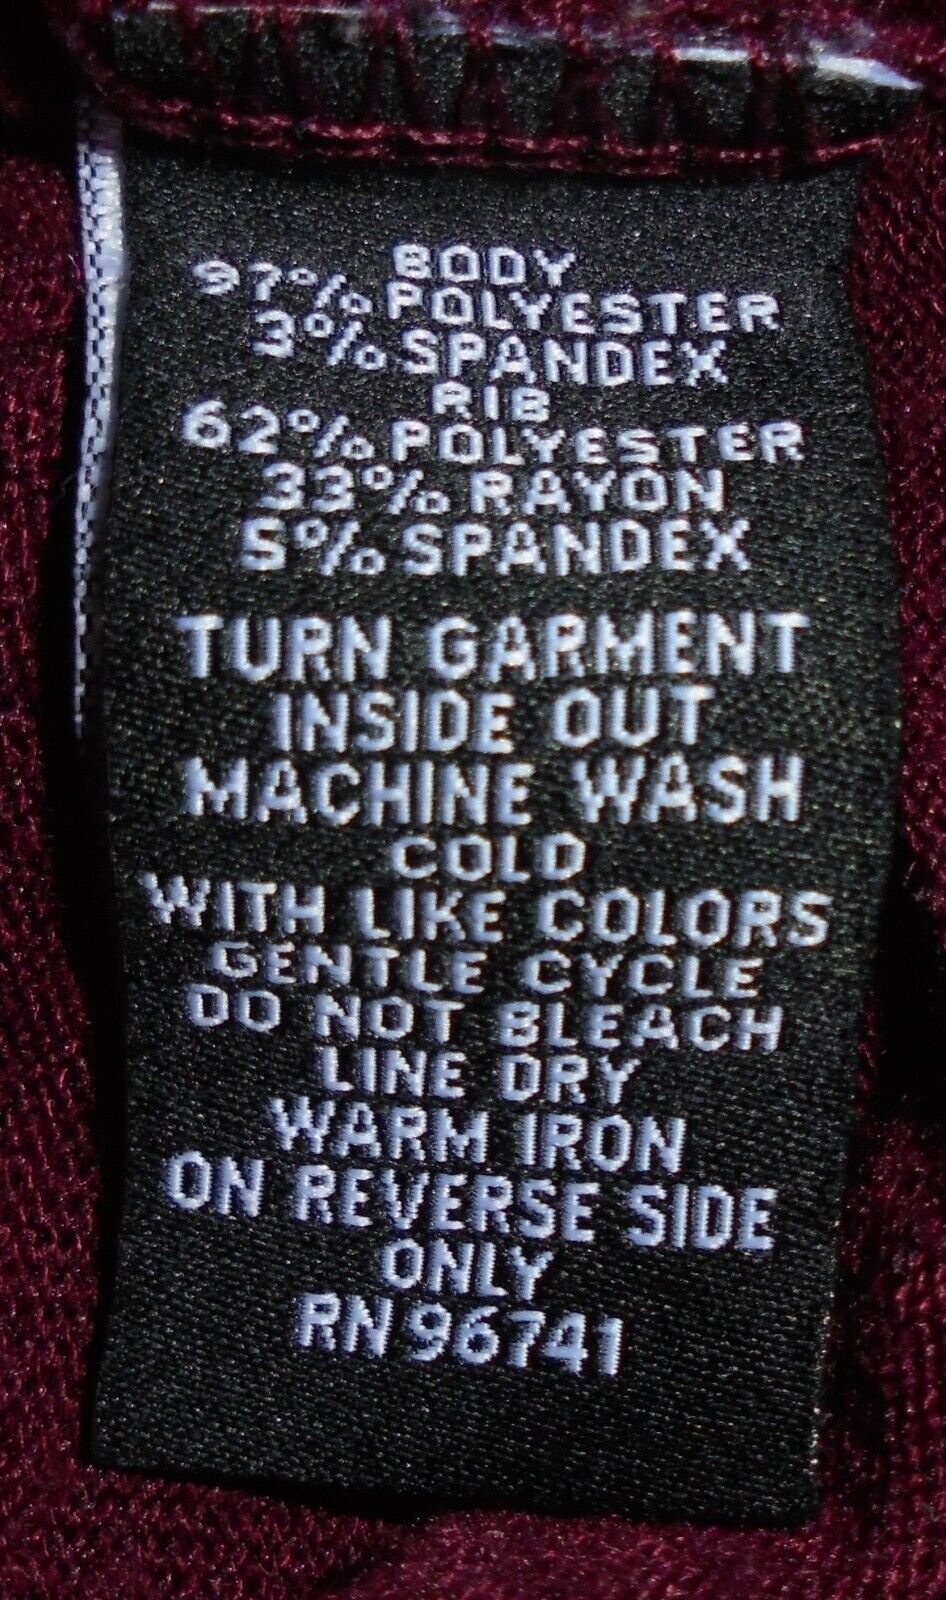 BODY
97% POLYESTER
3% SPANDEX
RIB
62% POLYESTER
33% RAYON
5% SPANDEX
TURN GARMENT
INSIDE OUT
MACHINE WASH
COLD
WITH LIKE COLORS
GENTLE CYCLE
DO NOT BLEACH
LINE DRY
WARM IRON
ON REVERSE SIDE
ONLY
RN 96741